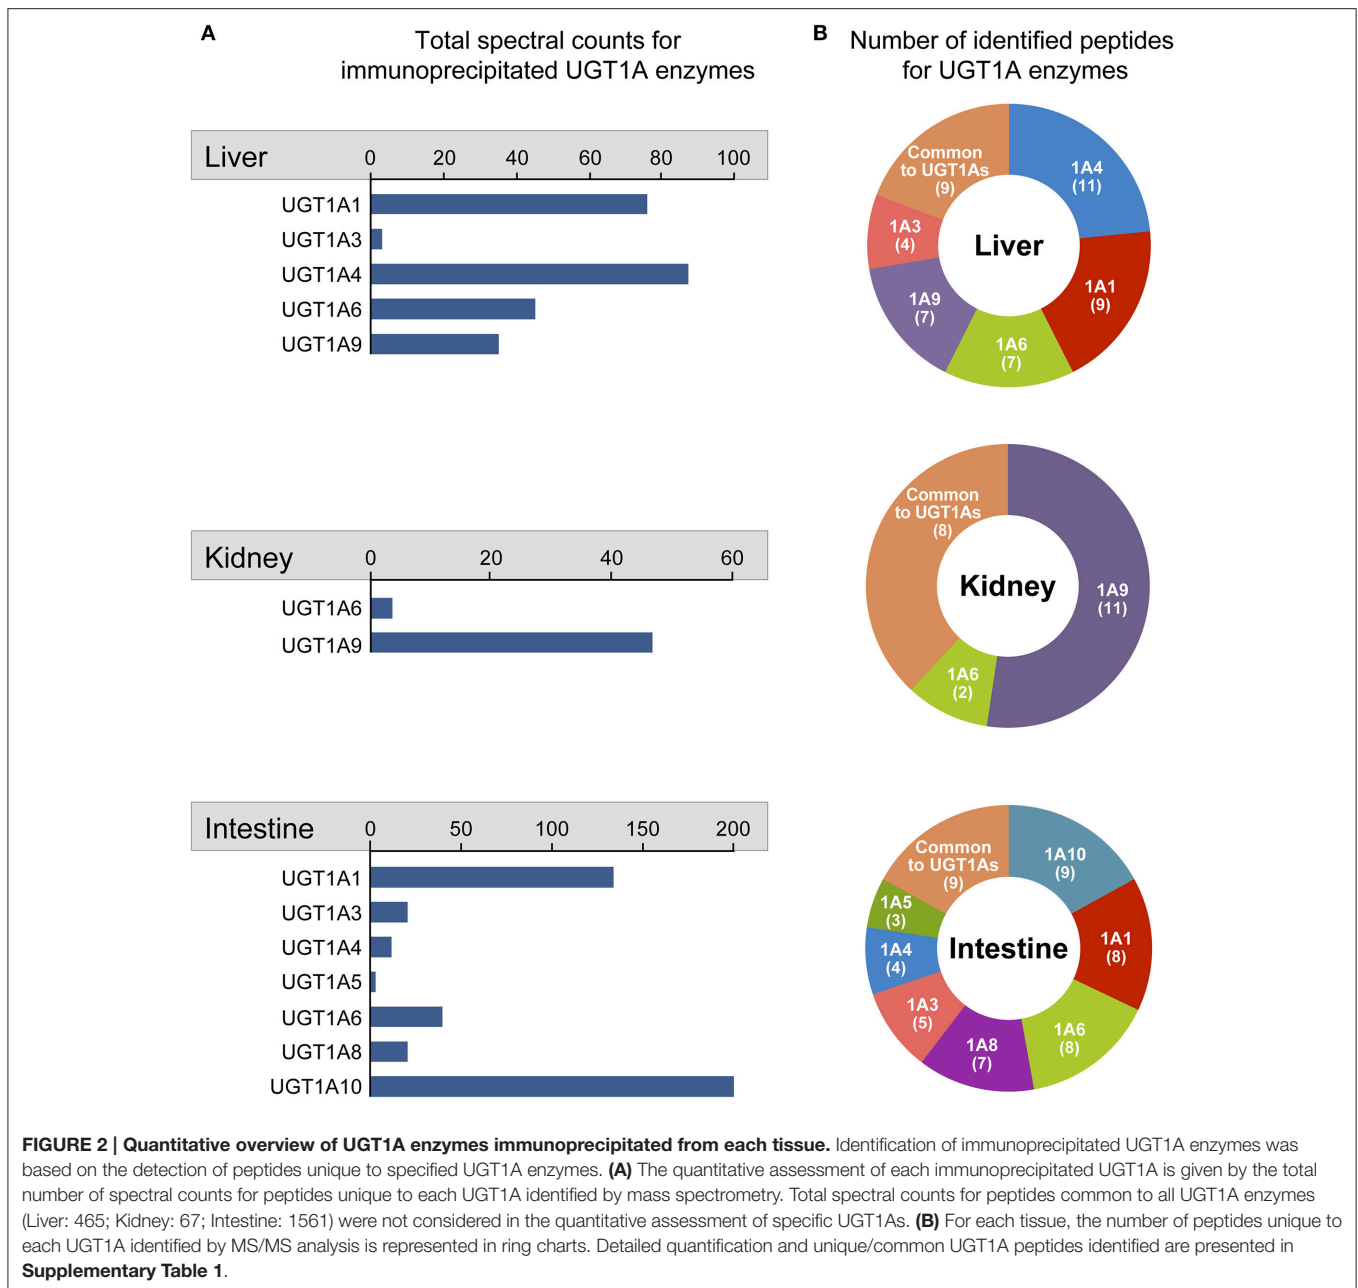 A
Total spectral counts for
immunoprecipitated UGT1A enzymes
Liver
0 20 40 60 80 100
UGT1A1
UGT1A3
UGT1A4
UGT1A6
UGT1A9
Kidney
0 20 40 60
UGT1A6
UGT1A9
Intestine
0 50 100 150 200
UGT1A1
UGT1A3
UGT1A4
UGT1A5
UGT1A6
UGT1A8
UGT1A10
B
Number of identified peptides
for UGT1A enzymes
Common
to UGT1As
(9)
1A4
(11)
1A3
(4)
Liver
1A1
(9)
1A9
(7)
1A6
(7)
Common
to UGT1As
(8)
Kidney
1A9
(11)
1A6
(2)
Common
to UGT1As
(9)
1A10
(9)
1A5
(3)
1A4
(4)
Intestine
1A1
(8)
1A3
(5)
1A8
(7)
1A6
(8)
FIGURE 2 | Quantitative overview of UGT1A enzymes immunoprecipitated from each tissue. Identification of immunoprecipitated UGT1A enzymes was
based on the detection of peptides unique to specified UGT1A enzymes. (A) The quantitative assessment of each immunoprecipitated UGT1A is given by the total
number of spectral counts for peptides unique to each UGT1A identified by mass spectrometry. Total spectral counts for peptides common to all UGT1A enzymes
(Liver: 465; Kidney: 67; Intestine: 1561) were not considered in the quantitative assessment of specific UGT1As. (B) For each tissue, the number of peptides unique to
each UGT1A identified by MS/MS analysis is represented in ring charts. Detailed quantification and unique/common UGT1A peptides identified are presented in
Supplementary Table 1.